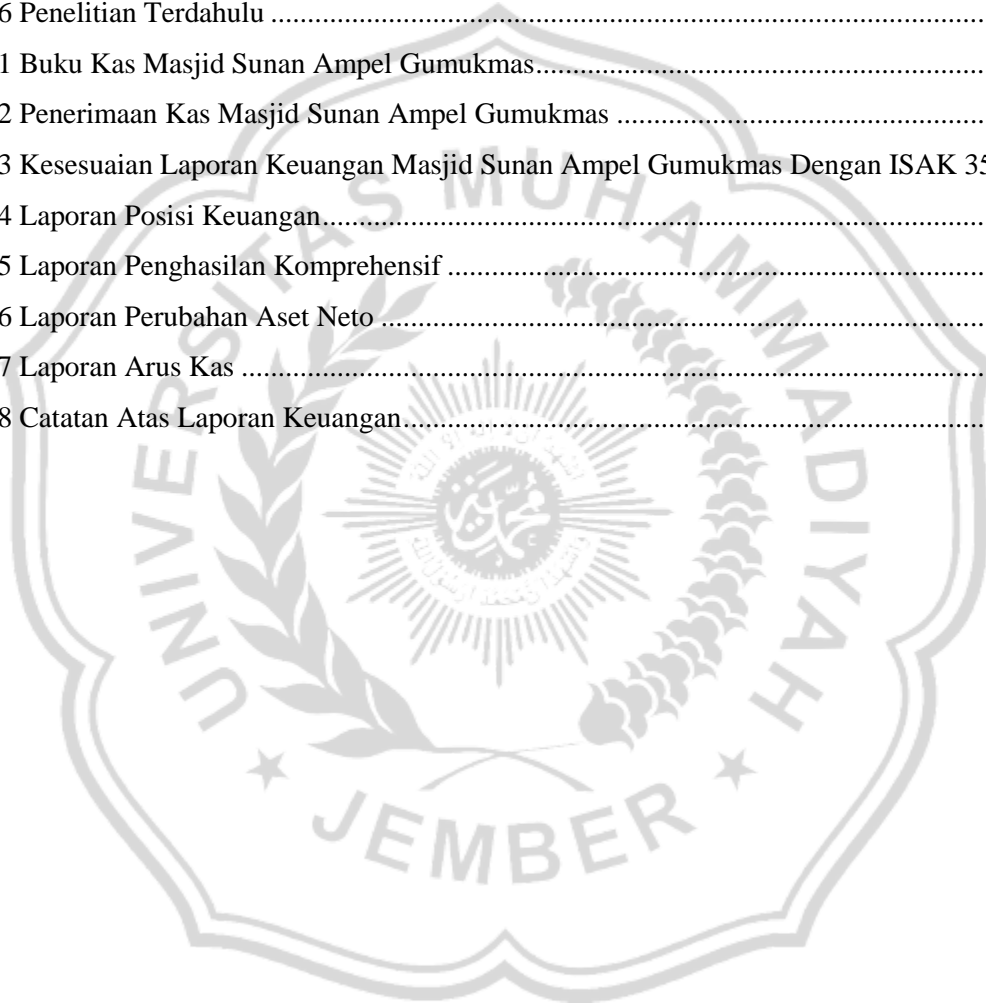 6 Penelitian Terdahulu ...........................................................................................
1 Buku Kas Masjid Sunan Ampel Gumukmas.........................................................
2 Penerimaan Kas Masjid Sunan Ampel Gumukmas ..............................................
3 Kesesuaian Laporan Keuangan Masjid Sunan Ampel Gumukmas Dengan ISAK 35
4 Laporan Posisi Keuangan.....................................................................................
5 Laporan Penghasilan Komprehensif .....................................................................
6 Laporan Perubahan Aset Neto ..............................................................................
7 Laporan Arus Kas .................................................................................................
8 Catatan Atas Laporan Keuangan...........................................................................
UNIVERSITAS MUHAMMADIYAH
JEMBER